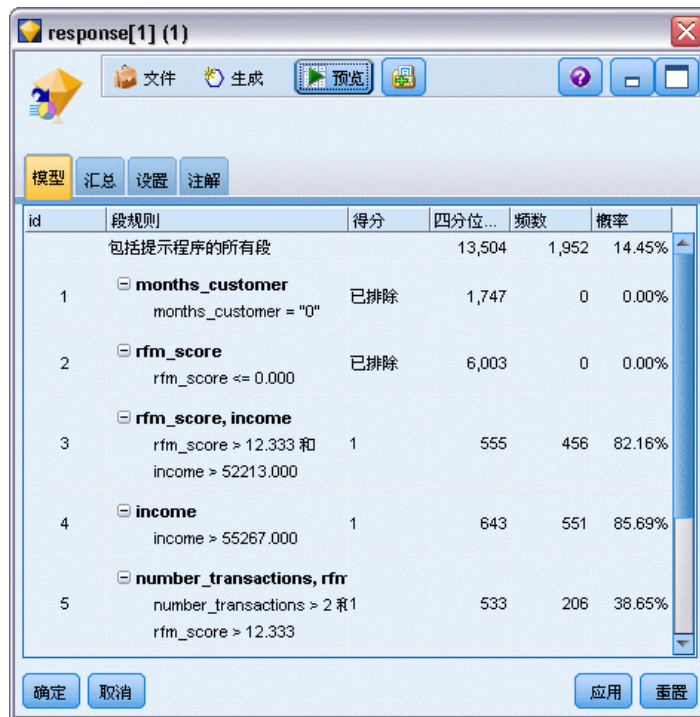 response[1] (1)
文件 生成 预览
模型 汇总 设置 注解
id 段规则 得分 四分位... 频数 概率
包括提示程序的所有段 13,504 1,952 14.45%
months_customer
1 已排除 1,747 0 0.00%
months_customer = "0"
rfm_score
2 已排除 6,003 0 0.00%
rfm_score <= 0.000
rfm_score, income
3 rfm_score > 12.333 和 1 555 456 82.16%
income > 52213.000
income
4 1 643 551 85.69%
income > 55267.000
number_transactions, rfm
5 number_transactions > 2 和 1 533 206 38.65%
rfm_score > 12.333
确定 取消 应用 重置